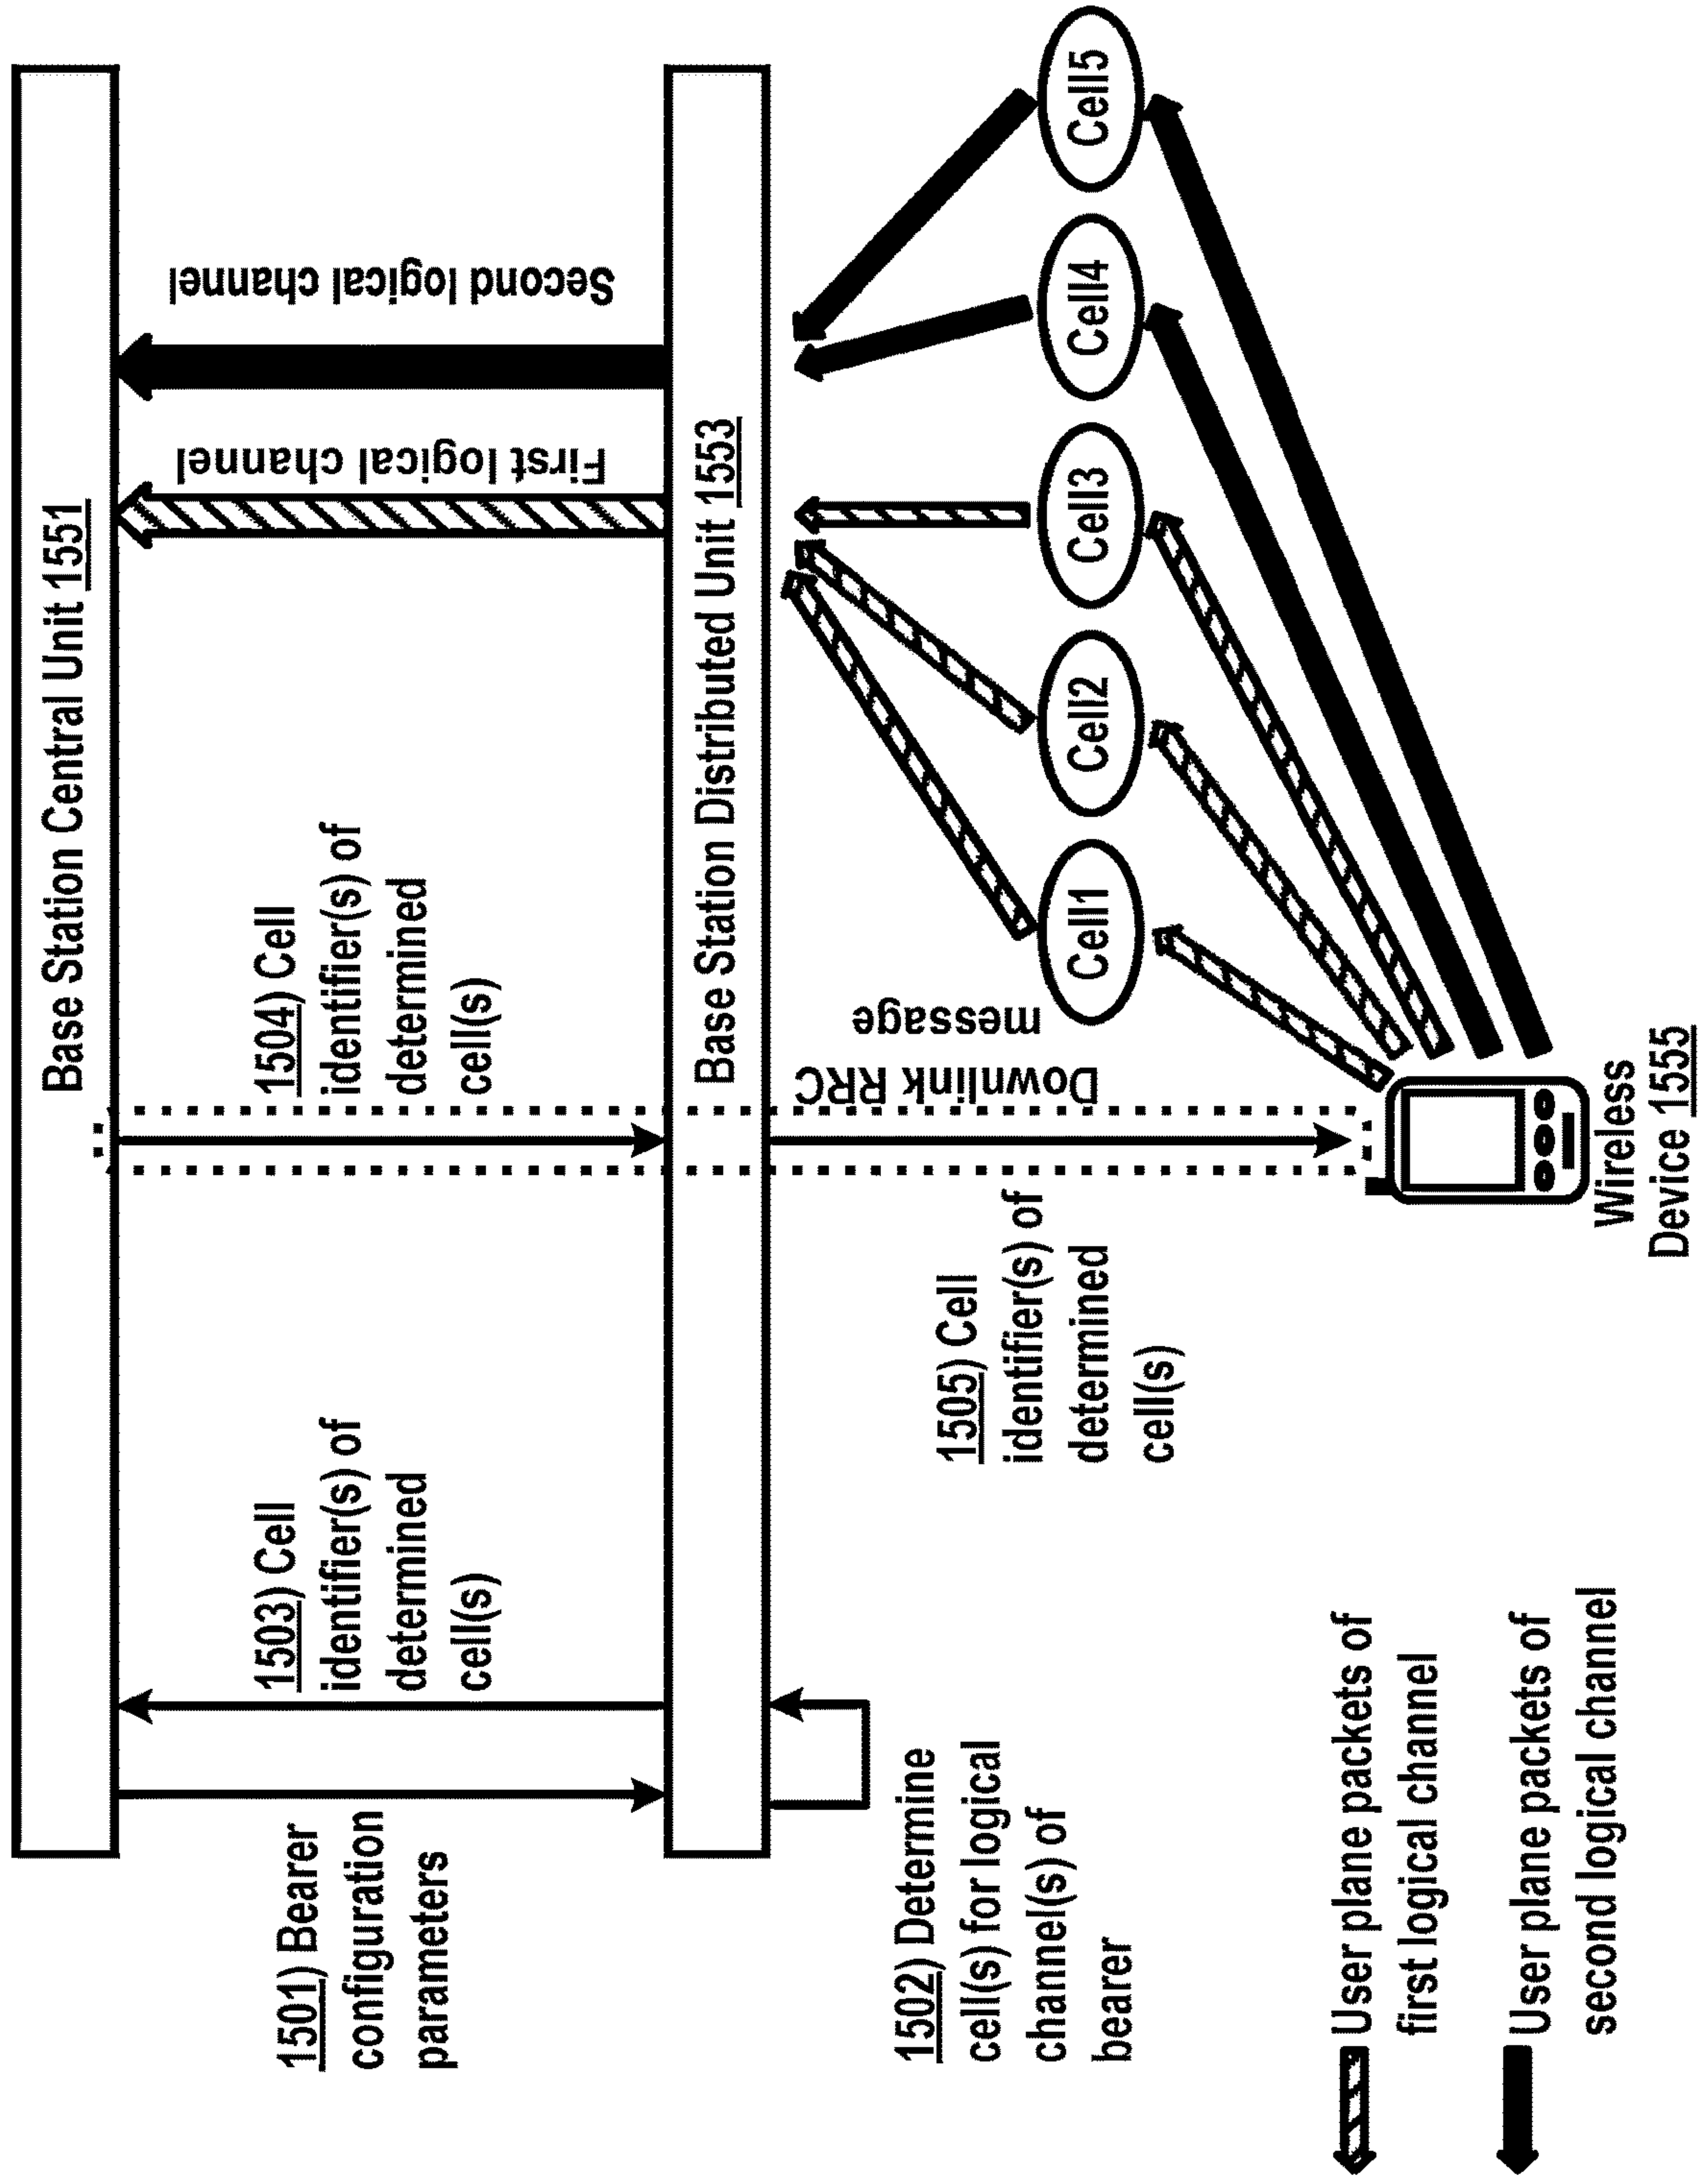 Base Station Central Unit 1551
1501) Bearer
configuration
parameters
1503) Cell
identifier(s) of
determined
cell(s)
1504) Cell
identifier(s) of
determined
cell(s)
First logical channel
Second logical channel
Base Station Distributed Unit 1553
1502) Determine
cell(s) for logical
channel(s) of
bearer
1505) Cell
identifier(s) of
determined
cell(s)
Downlink RRC
message
Cell1
Cell2
Cell3
Cell4
Cell5
Wireless
Device 1555
User plane packets of
first logical channel
User plane packets of
second logical channel